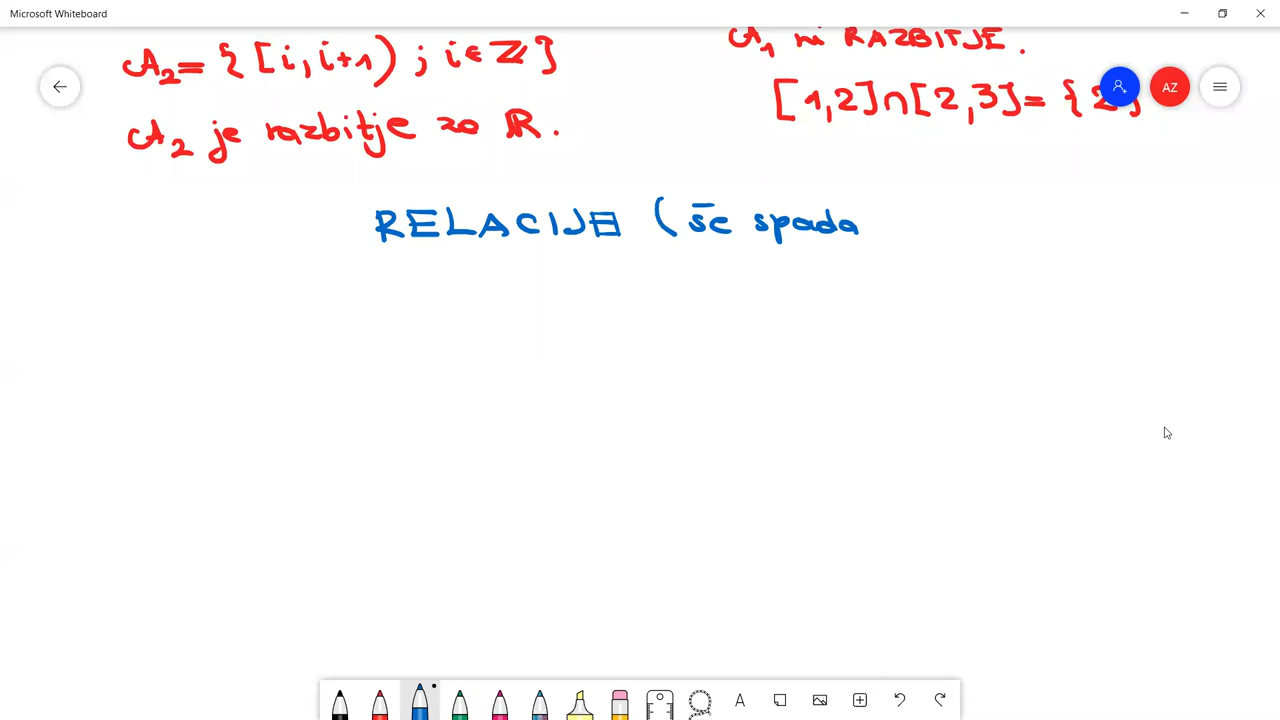 Microsoft Whiteboard
A₂ = { [i, i+1) ; i ∈ ℤ }
A₂ je razbitje za ℝ.
A₁ ni RAZBITJE.
[1,2] ∩ [2,3] = { 2 }
AZ
RELACIJE (še spada
A